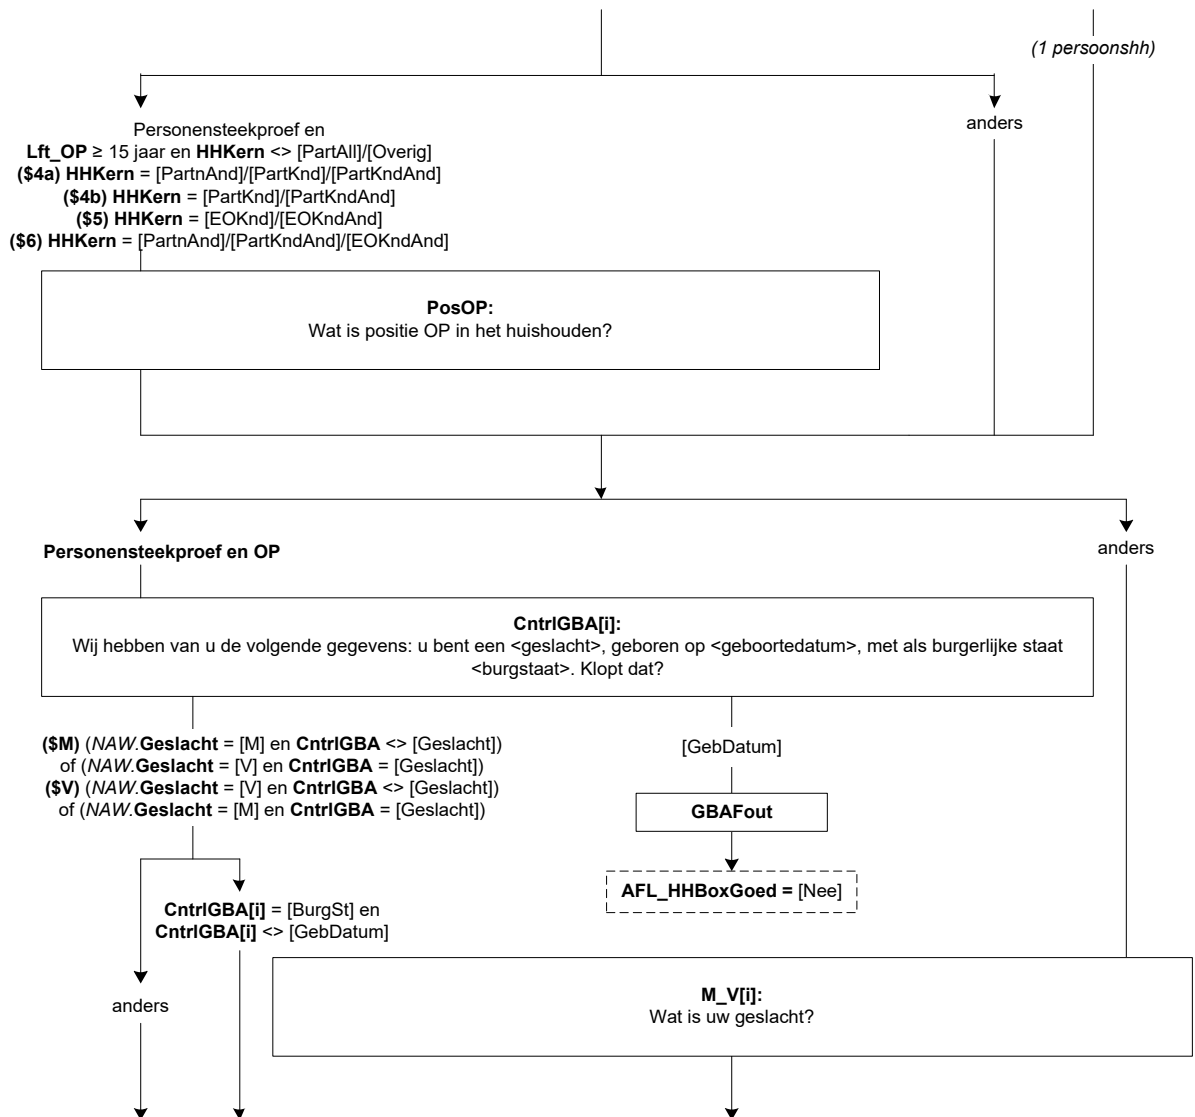 (1 persoonshh)
anders
Personensteekproef en
Lft_OP ≥ 15 jaar en HHKern <> [PartAll]/[Overig]
($4a) HHKern = [PartnAnd]/[PartKnd]/[PartKndAnd]
($4b) HHKern = [PartKnd]/[PartKndAnd]
($5) HHKern = [EOKnd]/[EOKndAnd]
($6) HHKern = [PartnAnd]/[PartKndAnd]/[EOKndAnd]
PosOP:
Wat is positie OP in het huishouden?
Personensteekproef en OP
anders
CntrlGBA[i]:
Wij hebben van u de volgende gegevens: u bent een <geslacht>, geboren op <geboortedatum>, met als burgerlijke staat
<burgstaat>. Klopt dat?
($M) (NAW.Geslacht = [M] en CntrlGBA <> [Geslacht])
of (NAW.Geslacht = [V] en CntrlGBA = [Geslacht])
($V) (NAW.Geslacht = [V] en CntrlGBA <> [Geslacht])
of (NAW.Geslacht = [M] en CntrlGBA = [Geslacht])
[GebDatum]
GBAFout
AFL_HHBoxGoed = [Nee]
CntrlGBA[i] = [BurgSt] en
CntrlGBA[i] <> [GebDatum]
anders
M_V[i]:
Wat is uw geslacht?